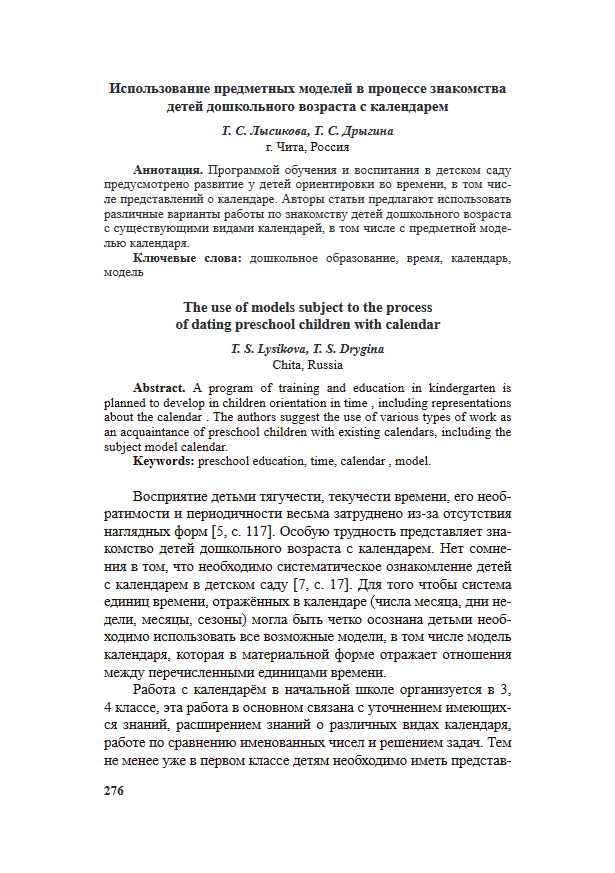 Использование предметных моделей в процессе знакомства
детей дошкольного возраста с календарем
Т. С. Лысикова, Т. С. Дрыгина
г. Чита, Россия
Аннотация. Программой обучения и воспитания в детском саду
предусмотрено развитие у детей ориентировки во времени, в том чис-
ле представлений о календаре. Авторы статьи предлагают использовать
различные варианты работы по знакомству детей дошкольного возраста
с существующими видами календарей, в том числе с предметной моде-
лью календаря.
Ключевые слова: дошкольное образование, время, календарь,
модель
The use of models subject to the process
of dating preschool children with calendar
T. S. Lysikova, T. S. Drygina
Chita, Russia
Abstract. A program of training and education in kindergarten is
planned to develop in children orientation in time , including representations
about the calendar . The authors suggest the use of various types of work as
an acquaintance of preschool children with existing calendars, including the
subject model calendar.
Keywords: preschool education, time, calendar , model.
Восприятие детьми тягучести, текучести времени, его необ-
ратимости и периодичности весьма затруднено из-за отсутствия
наглядных форм [5, с. 117]. Особую трудность представляет зна-
комство детей дошкольного возраста с календарем. Нет сомне-
ния в том, что необходимо систематическое ознакомление детей
с календарем в детском саду [7, с. 17]. Для того чтобы система
единиц времени, отражённых в календаре (числа месяца, дни не-
дели, месяцы, сезоны) могла быть четко осознана детьми необ-
ходимо использовать все возможные модели, в том числе модель
календаря, которая в материальной форме отражает отношения
между перечисленными единицами времени.
Работа с календарём в начальной школе организуется в 3,
4 классе, эта работа в основном связана с уточнением имеющих-
ся знаний, расширением знаний о различных видах календаря,
работе по сравнению именованных чисел и решением задач. Тем
не менее уже в первом классе детям необходимо иметь представ-
276